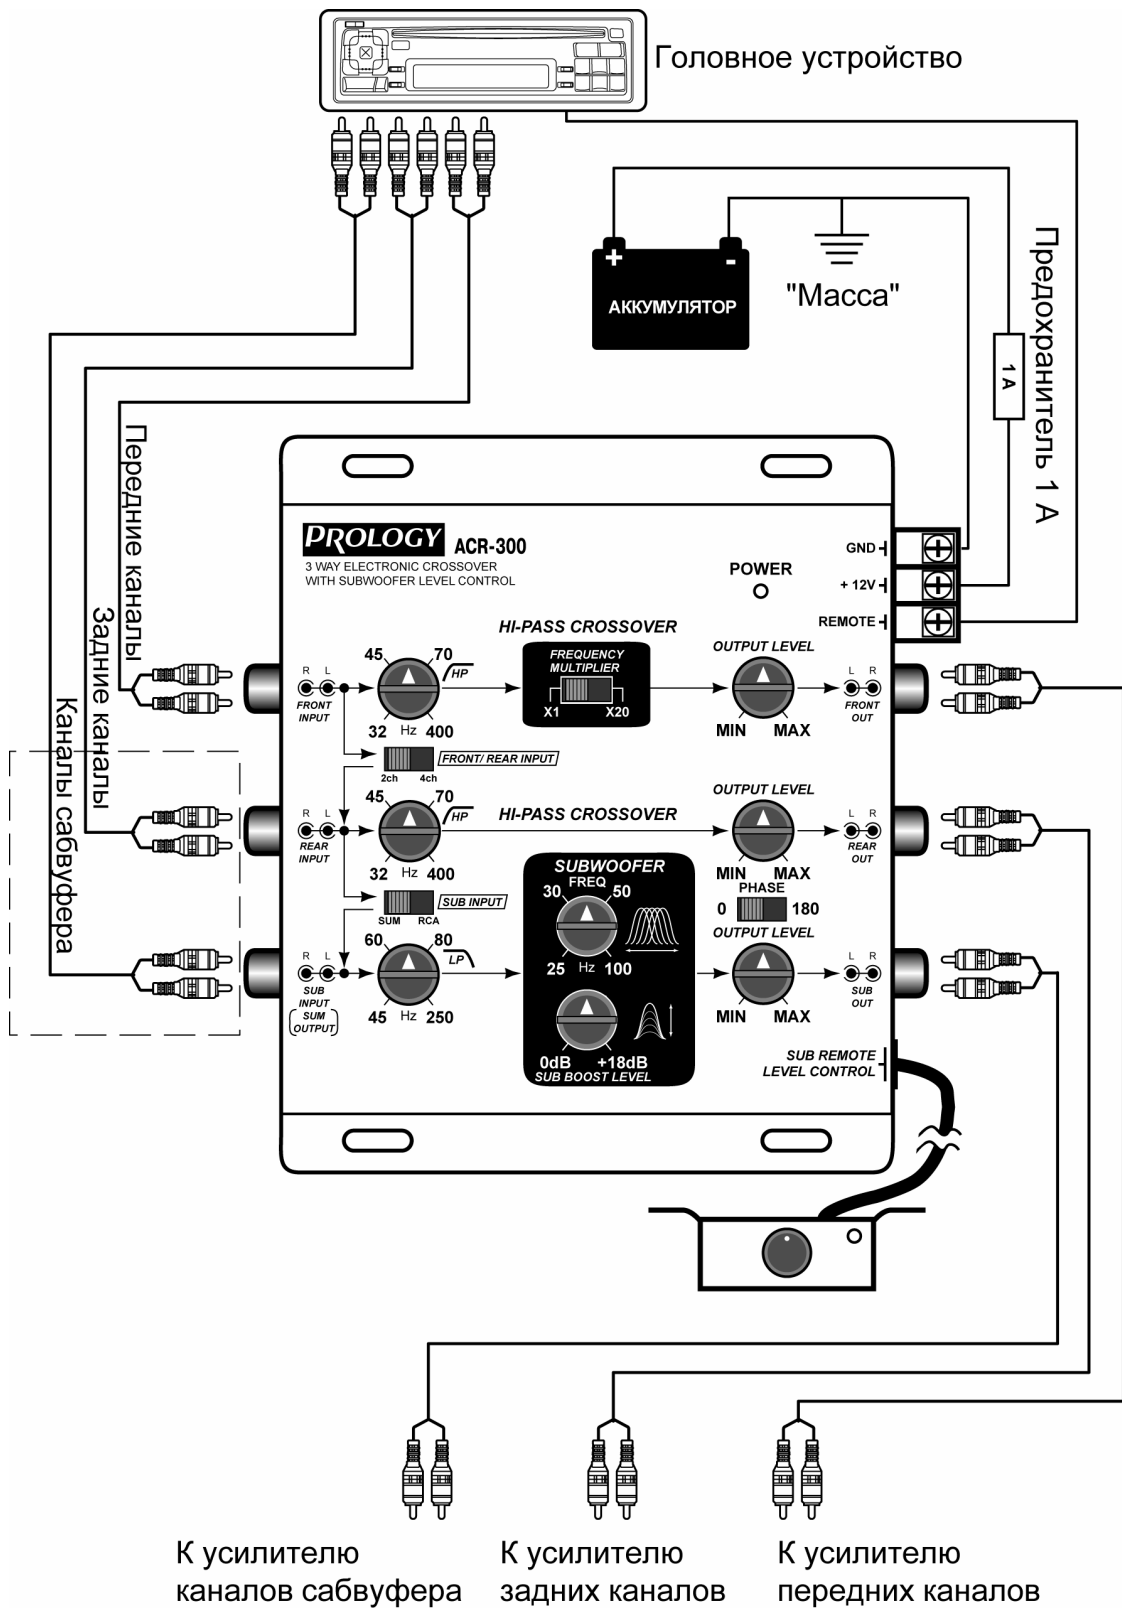 Головное устройство
+
-
АККУМУЛЯТОР
"Масса"
Предохранитель 1 А
1 А
Передние каналы
Задние каналы
Каналы сабвуфера
PROLOGY ACR-300
3 WAY ELECTRONIC CROSSOVER
WITH SUBWOOFER LEVEL CONTROL
POWER
GND
+ 12V
REMOTE
HI-PASS CROSSOVER
R L
FRONT
INPUT
45 70
HP
32 Hz 400
FREQUENCY
MULTIPLIER
X1 X20
OUTPUT LEVEL
MIN MAX
L R
FRONT
OUT
2ch 4ch
FRONT/ REAR INPUT
R L
REAR
INPUT
45 70
HP
32 Hz 400
HI-PASS CROSSOVER
OUTPUT LEVEL
MIN MAX
L R
REAR
OUT
SUM RCA
SUB INPUT
SUBWOOFER
FREQ
30 50
25 Hz 100
0dB +18dB
SUB BOOST LEVEL
PHASE
0 180
R L
SUB
INPUT
SUM
OUTPUT
60 80
LP
45 Hz 250
OUTPUT LEVEL
MIN MAX
L R
SUB
OUT
SUB REMOTE
LEVEL CONTROL
К усилителю
каналов сабвуфера
К усилителю
задних каналов
К усилителю
передних каналов